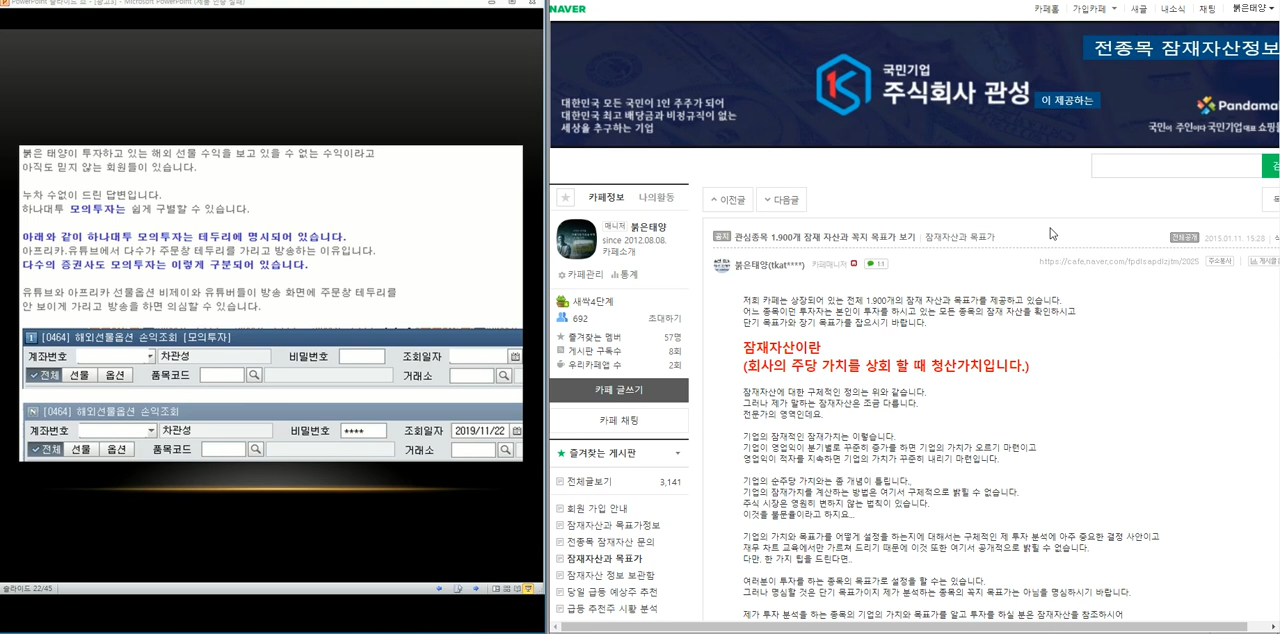 PowerPoint 슬라이드 쇼 - [광고3] - Microsoft PowerPoint (제품 인증 실패)
붉은 태양이 투자하고 있는 해외 선물 수익을 보고 있을 수 없는 수익이라고
아직도 믿지 않는 회원들이 있습니다.
누차 수없이 드린 답변입니다.
하나대투 모의투자는 쉽게 구별할 수 있습니다.
아래와 같이 하나대투 모의투자는 테두리에 명시되어 있습니다.
아프리카.유튜브에서 다수가 주문창 테두리를 가리고 방송하는 이유입니다.
다수의 증권사도 모의투자는 이렇게 구분되어 있습니다.
유튜브와 아프리카 선물옵션 비제이와 유튜버들이 방송 화면에 주문창 테두리를
안 보이게 가리고 방송을 하면 의심할 수 있습니다.
[0464] 해외선물옵션 손익조회 [모의투자]
계좌번호 차관성 비밀번호 조회일자
전체 선물 옵션 품목코드 거래소
[0464] 해외선물옵션 손익조회
계좌번호 차관성 비밀번호 **** 조회일자 2019/11/22
전체 선물 옵션 품목코드 거래소
슬라이드 22/45
NAVER
카페홈 가입카페 새글 내소식 채팅 붉은태양
전종목 잠재자산정보
국민기업
주식회사 관성
이 제공하는
대한민국 모든 국민이 1인 주주가 되어
대한민국 최고 배당금과 비정규직이 없는
세상을 추구하는 기업
Pandama
국민이 주인이다 국민기업 대표 쇼핑몰
카페정보 나의활동
매니저 붉은태양
since 2012.08.08.
카페소개
카페관리 통계
새싹4단계
692 초대하기
즐겨찾는 멤버 57명
게시판 구독수 8회
우리카페앱 수 2회
카페 글쓰기
카페 채팅
즐겨찾는 게시판
전체글보기 3,141
회원 가입 안내
잠재자산과 목표가정보
전종목 잠재자산 문의
잠재자산과 목표가
잠재자산 정보 보관함
당일 급등 예상주 추천
급등 추천주 시황 분석
이전글 다음글
공지 관심종목 1.900개 잠재 자산과 꼭지 목표가 보기 | 잠재자산과 목표가
전체공개 2015.01.11. 15:28
붉은태양(tkat****) 카페매니저 11
https://cafe.naver.com/fpdlsapdlzjtm/2025 주소복사
저희 카페는 상장되어 있는 전체 1.900개의 잠재 자산과 목표가를 제공하고 있습니다.
어느 종목이던 투자자는 본인이 투자를 하시고 있는 모든 종목의 잠재 자산을 확인하시고
단기 목표가와 장기 목표가를 잡으시기 바랍니다.
잠재자산이란
(회사의 주당 가치를 상회 할 때 청산가치입니다.)
잠재자산에 대한 구체적인 정의는 위와 같습니다.
그러나 제가 말하는 잠재자산은 조금 다릅니다.
전문가의 영역인데요.
기업의 잠재적인 잠재가치는 이렇습니다.
기업이 영업익이 분기별로 꾸준히 증가를 하면 기업의 가치가 오르기 마련이고
영업익이 적자를 지속하면 기업의 가치가 꾸준히 내리기 마련입니다.
기업의 순주당 가치와는 좀 개념이 틀립니다.,
기업의 잠재가치를 계산하는 방법은 여기서 구체적으로 밝힐 수 없습니다.
주식 시장은 영원히 변하지 않는 법칙이 있습니다.
이것을 불문률이라고 하지요...
기업의 가치와 목표가를 어떻게 설정을 하는지에 대해서는 구체적인 제 투자 분석에 아주 중요한 결정 사안이고
재무 차트 교육에서만 가르쳐 드리기 때문에 이것 또한 여기서 공개적으로 밝힐 수 없습니다.
다만. 한 가지 팁을 드린다면..
여러분이 투자를 하는 종목의 목표가로 설정을 할 수는 있습니다.
그러나 명심할 것은 단기 목표가이지 제가 분석하는 종목의 꼭지 목표가는 아님을 명심하시기 바랍니다.
제가 투자 분석을 하는 종목의 기업의 가치와 목표가를 알고 투자를 하실 분은 잠재자산을 참조하시어